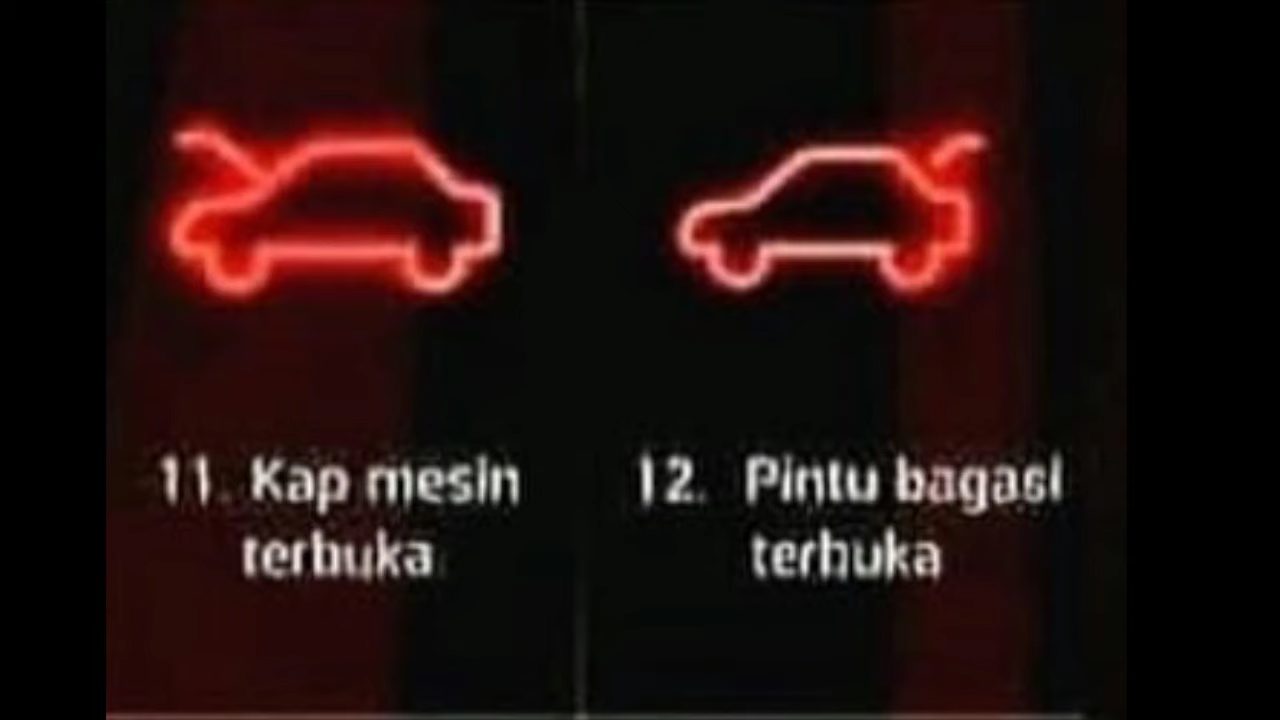 11. Kap mesin
terbuka
12. Pintu bagasi
terbuka